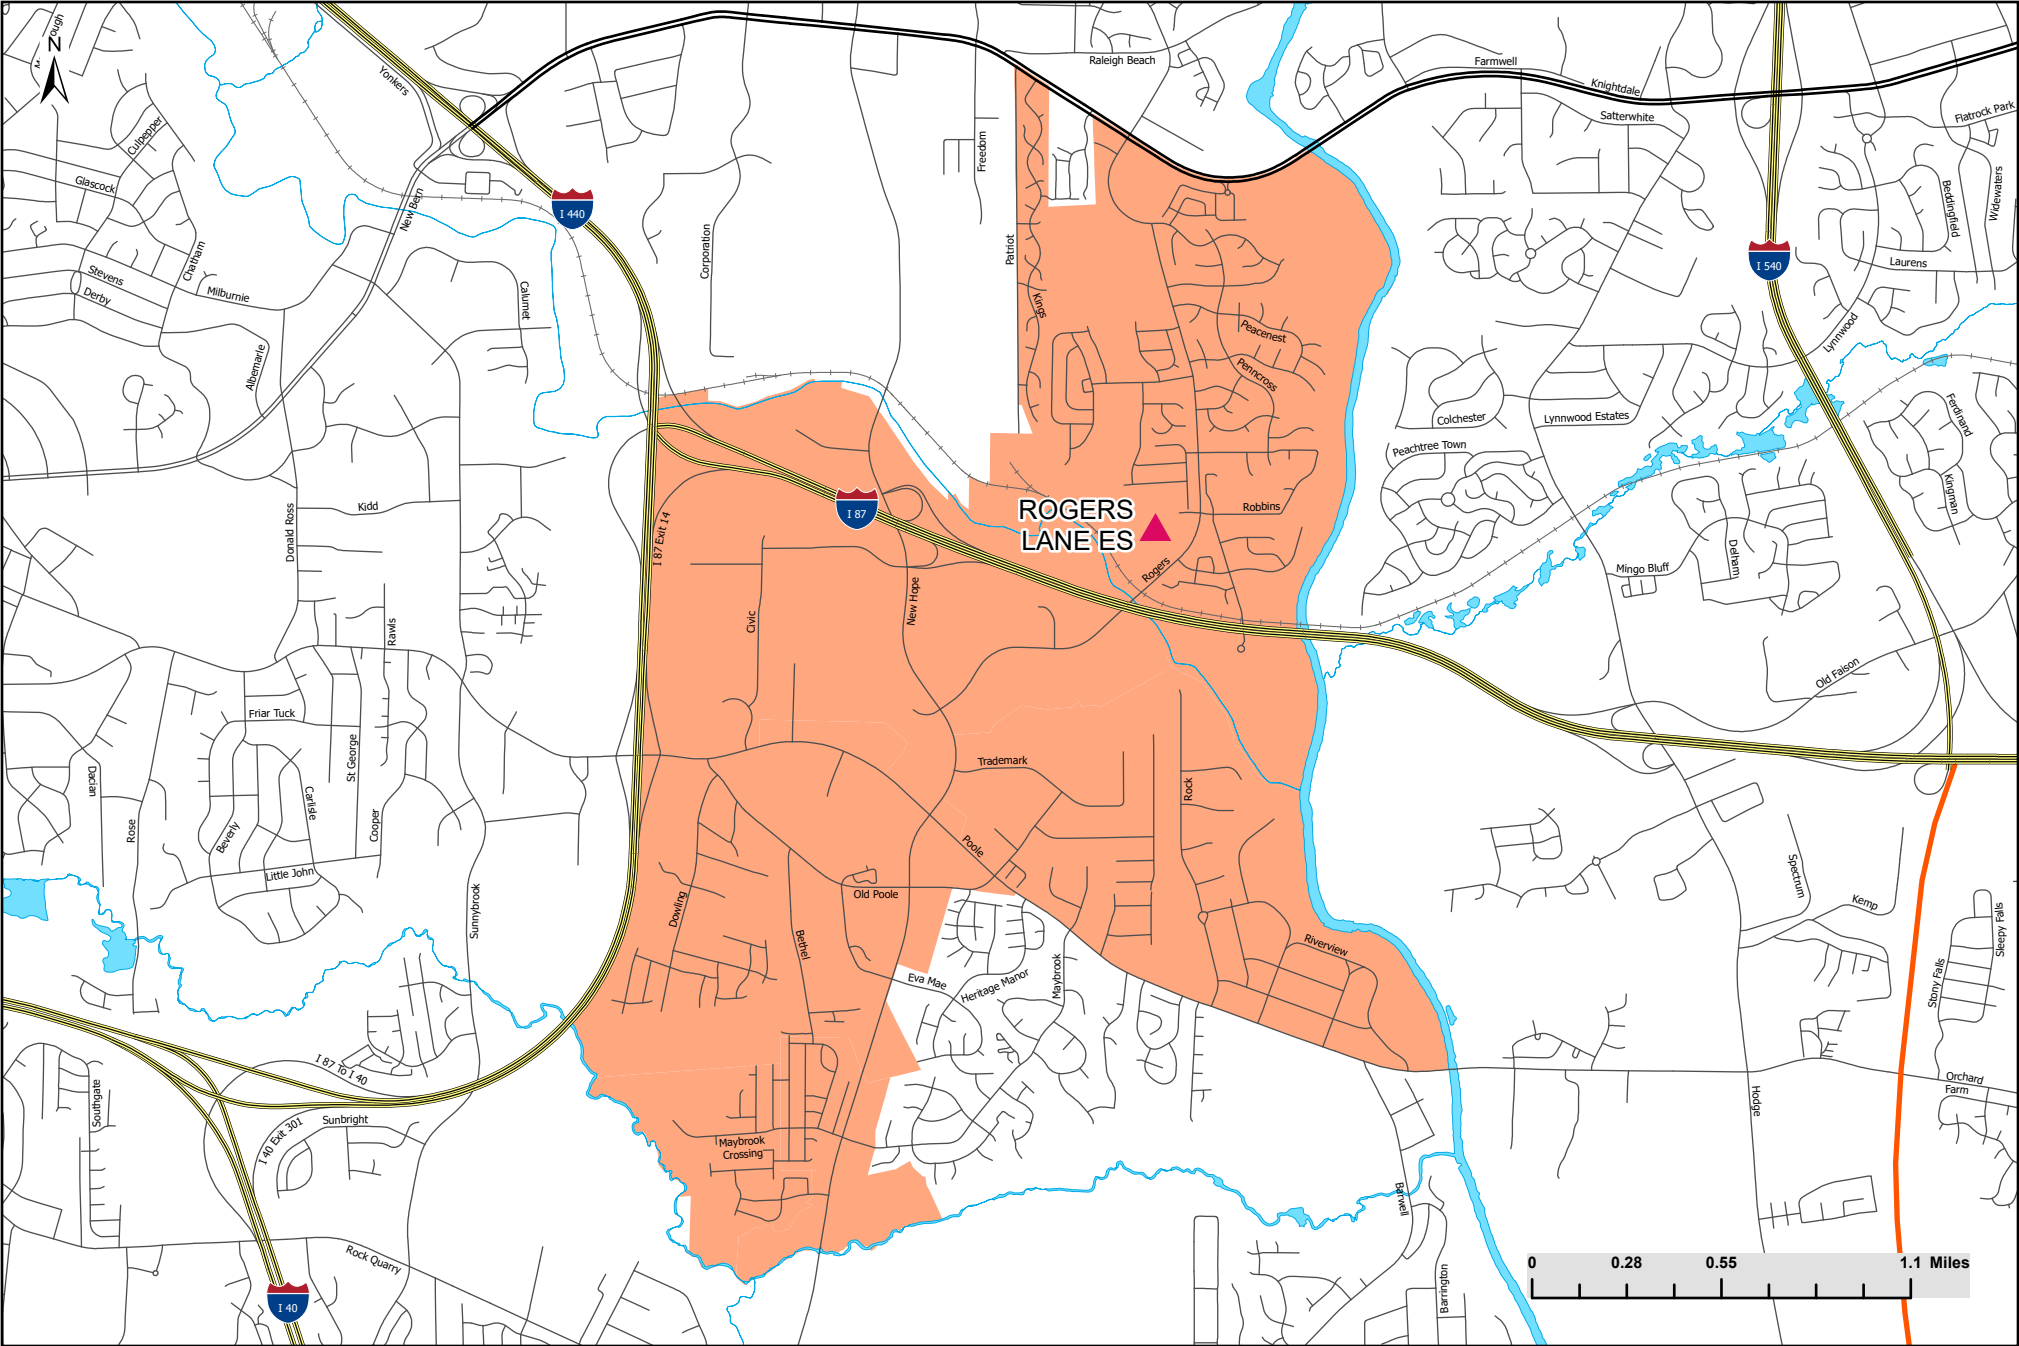 N
Yonkers
Raleigh Beach
Farmwell
Knightdale
Satterwhite
Flatrock Park
Culpepper
Glascock
New Bern
I 440
Freedom
Beddingfield
Widewaters
Chatham
Stevens
Derby
Milburnie
Calumet
Corporation
Patriot
Kings
I 540
Laurens
Albemarle
Peacenest
Penncross
Lynnwood
Colchester
Lynnwood Estates
Peachtree Town
Ferdinand
Kingman
Donald Ross
Kidd
I 87 Exit 14
I 87
ROGERS
LANE ES
Robbins
Rogers
Mingo Bluff
Delham
Civic
New Hope
Rawls
Old Faison
Friar Tuck
St George
Dacian
Rose
Beverly
Carlisle
Cooper
Little John
Trademark
Rock
Poole
Old Poole
Dowling
Bethel
Sunnybrook
Eva Mae
Heritage Manor
Maybrook
Riverview
Spectrum
Kemp
Sleepy Falls
Stony Falls
I 87 To I 40
Southgate
Sunbright
I 40 Exit 301
Maybrook
Crossing
Hodge
Orchard
Farm
Barwell
Rock Quarry
I 40
Barrington
0 0.28 0.55 1.1 Miles